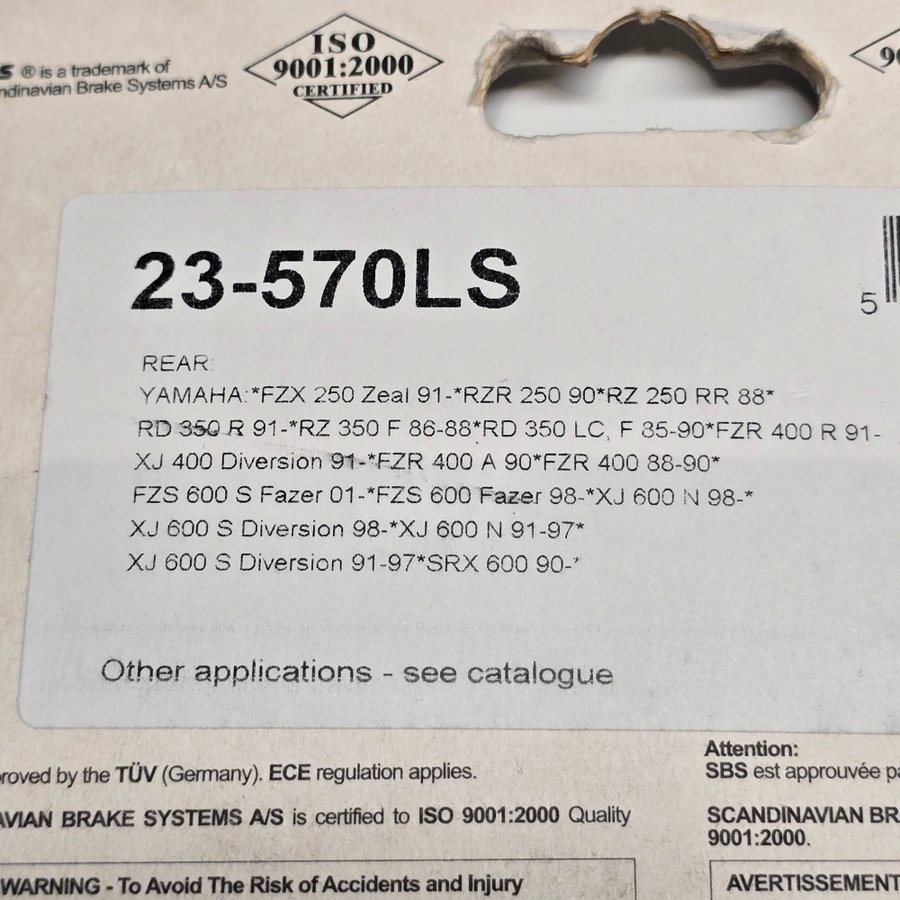 ® is a trademark of
Brake Systems A/S
ISO
9001:2000
CERTIFIED
23-570LS
5
REAR:
YAMAHA:*FZX 250 Zeal 91-*RZR 250 90*RZ 250 RR 88*
RD 350 R 91-*RZ 350 F 86-88*RD 350 LC, F 85-90*FZR 400 R 91-
XJ 400 Diversion 91-*FZR 400 A 90*FZR 400 88-90*
FZS 600 S Fazer 01-*FZS 600 Fazer 98-*XJ 600 N 98-*
XJ 600 S Diversion 98-*XJ 600 N 91-97*
XJ 600 S Diversion 91-97*SRX 600 90-*
Other applications - see catalogue
by the TÜV (Germany). ECE regulation applies.
BRAKE SYSTEMS A/S is certified to ISO 9001:2000 Quality
WARNING - To Avoid The Risk of Accidents and Injury
Attention:
SBS est approuvée
SCANDINAVIAN
9001:2000.
AVERTISSEMENT